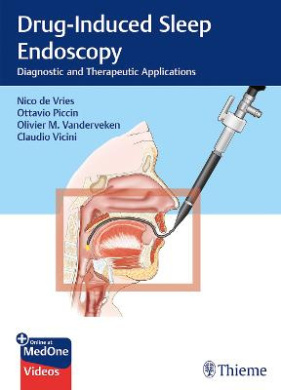 Drug-Induced Sleep
Endoscopy
Diagnostic and Therapeutic Applications
Nico de Vries
Ottavio Piccin
Olivier M. Vanderveken
Claudio Vicini
+ Online at
MedOne
Videos
Thieme